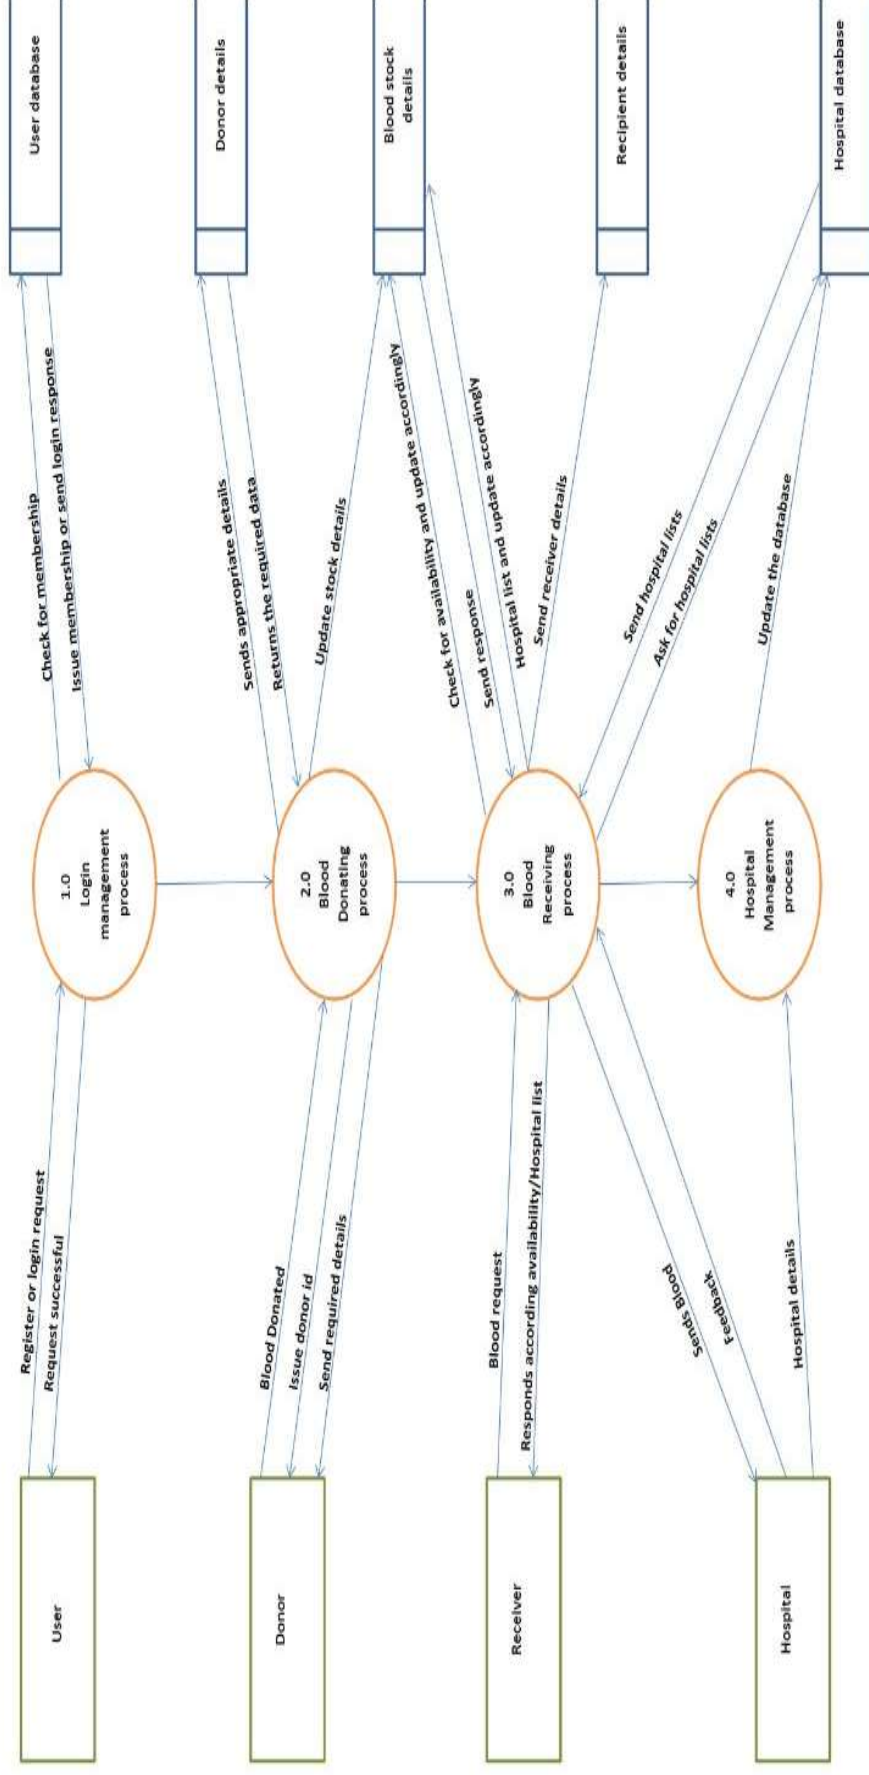 User
Register or login request
Request successful
1.0
Login
management
process
Check for membership
Issue membership or send login response
User database
Donor
Blood Donated
Issue donor id
Send required details
2.0
Blood
Donating
process
Sends appropriate details
Returns the required data
Update stock details
Donor details
Blood stock
details
Receiver
Blood request
Responds according availability/Hospital list
3.0
Blood
Receiving
process
Check for availability and update accordingly
Send response
Hospital list and update accordingly
Send receiver details
Recipient details
Send hospital lists
Ask for hospital lists
Hospital
Sends Blood
Feedback
Hospital details
4.0
Hospital
Management
process
Update the database
Hospital database